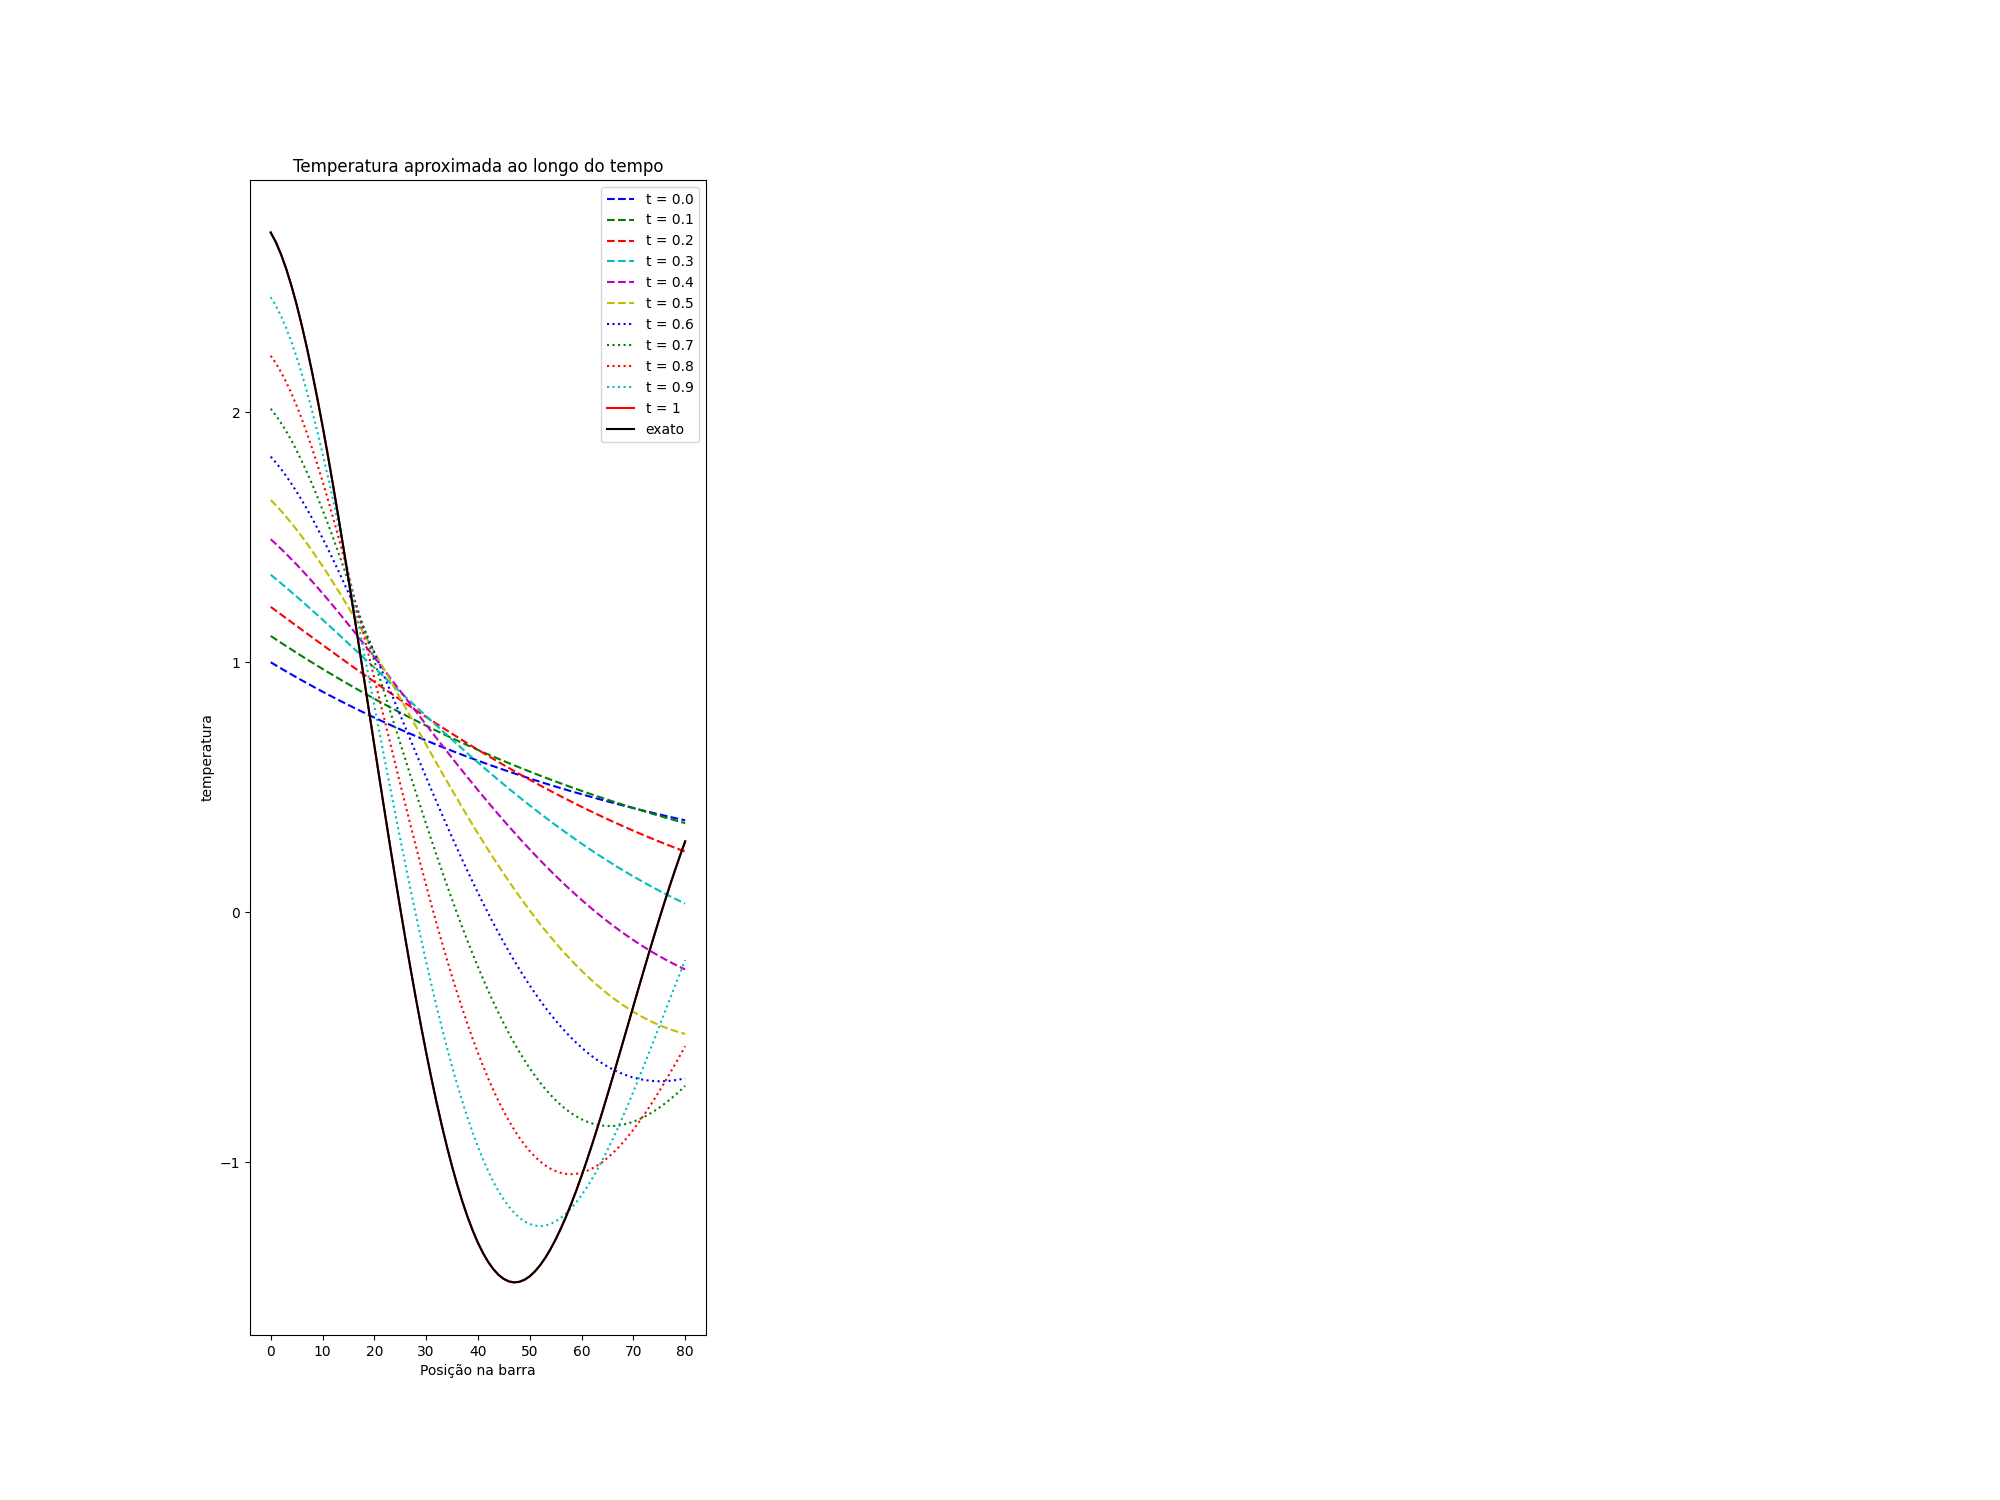 Temperatura aproximada ao longo do tempo
t = 0.0
t = 0.1
t = 0.2
t = 0.3
t = 0.4
t = 0.5
t = 0.6
t = 0.7
t = 0.8
t = 0.9
t = 1
exato
temperatura
2
1
0
−1
0 10 20 30 40 50 60 70 80
Posição na barra